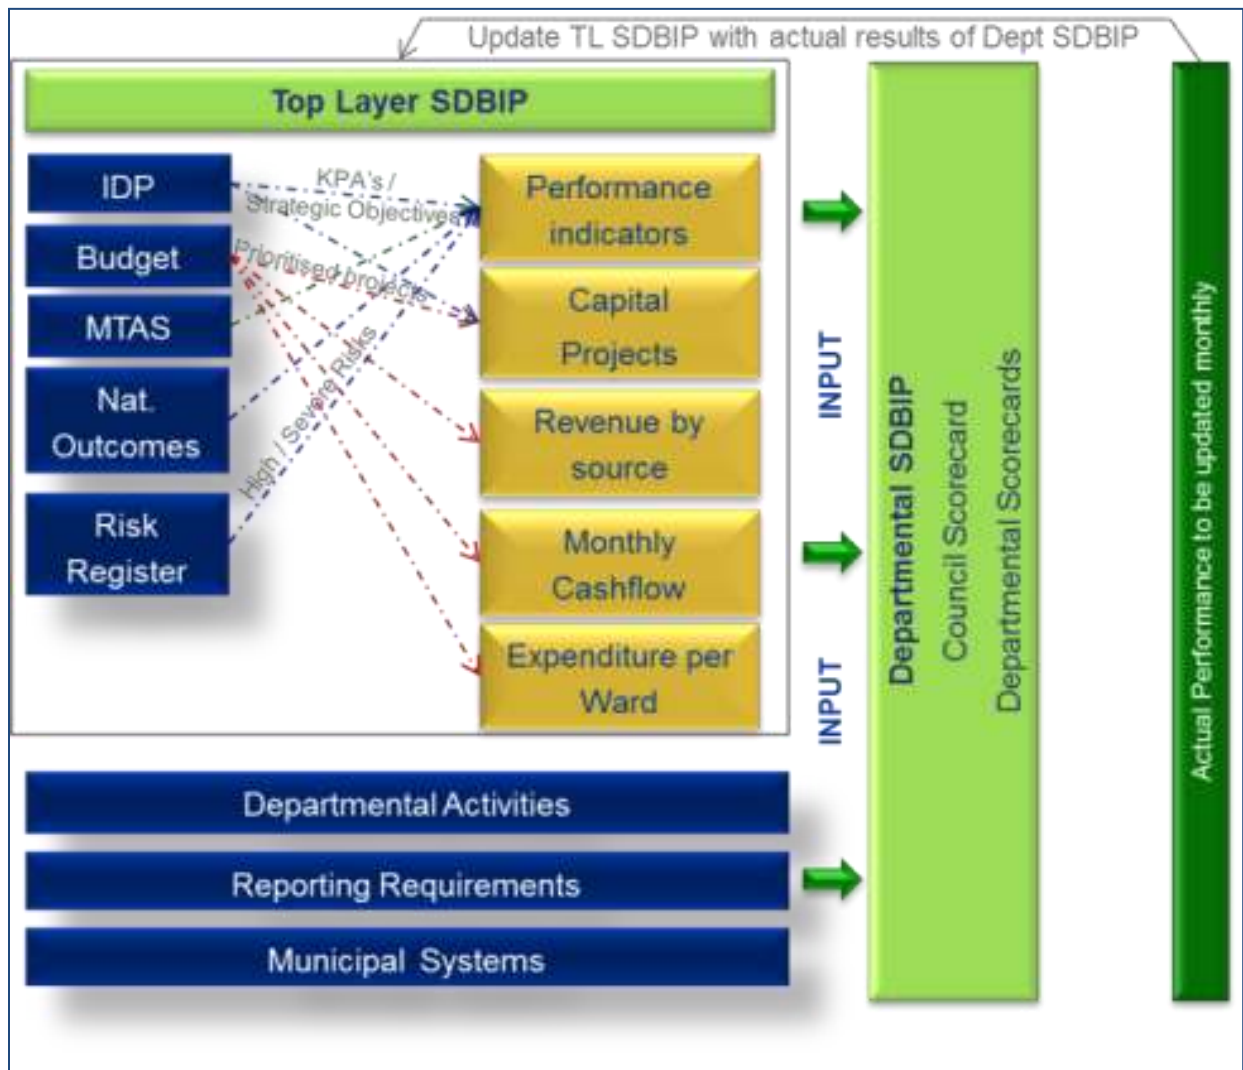 Update TL SDBIP with actual results of Dept SDBIP
Top Layer SDBIP
IDP
Budget
MTAS
Nat.
Outcomes
Risk
Register
KPA's /
Strategic Objectives
Prioritised projects
High / Severe Risks
Performance
indicators
Capital
Projects
Revenue by
source
Monthly
Cashflow
Expenditure per
Ward
INPUT
INPUT
Departmental SDBIP
Council Scorecard
Departmental Scorecards
Actual Performance to be updated monthly
Departmental Activities
Reporting Requirements
Municipal Systems